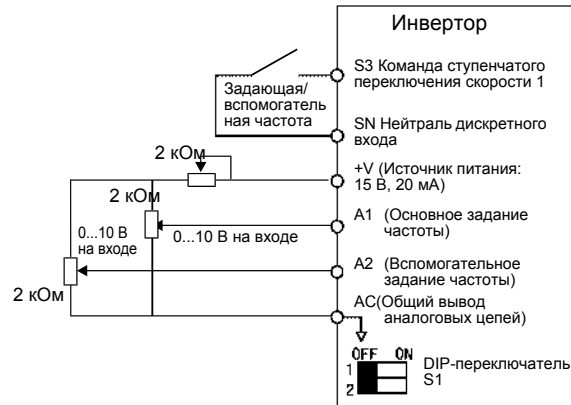 Инвертор
S3 Команда ступенчатого
переключения скорости 1
Задающая/
вспомогатель
ная частота
SN Нейтраль дискретного
входа
2 кОм
+V (Источник питания:
15 В, 20 мА)
2 кОм
A1 (Основное задание
частоты)
0...10 В
на входе
0...10 В на входе
A2 (Вспомогательное
задание частоты)
2 кОм
AC(Общий вывод
аналоговых цепей)
OFF ON
1
2
DIP-переключатель
S1